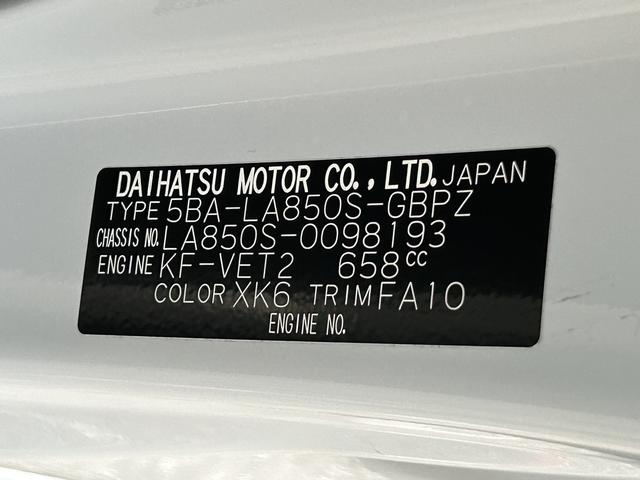 DAIHATSU MOTOR CO.,LTD. JAPAN
TYPE 5BA-LA850S-GBPZ
CHASSIS NO. LA850S-0098193
ENGINE KF-VET2 658cc
COLOR XK6 TRIM FA10
ENGINE NO.